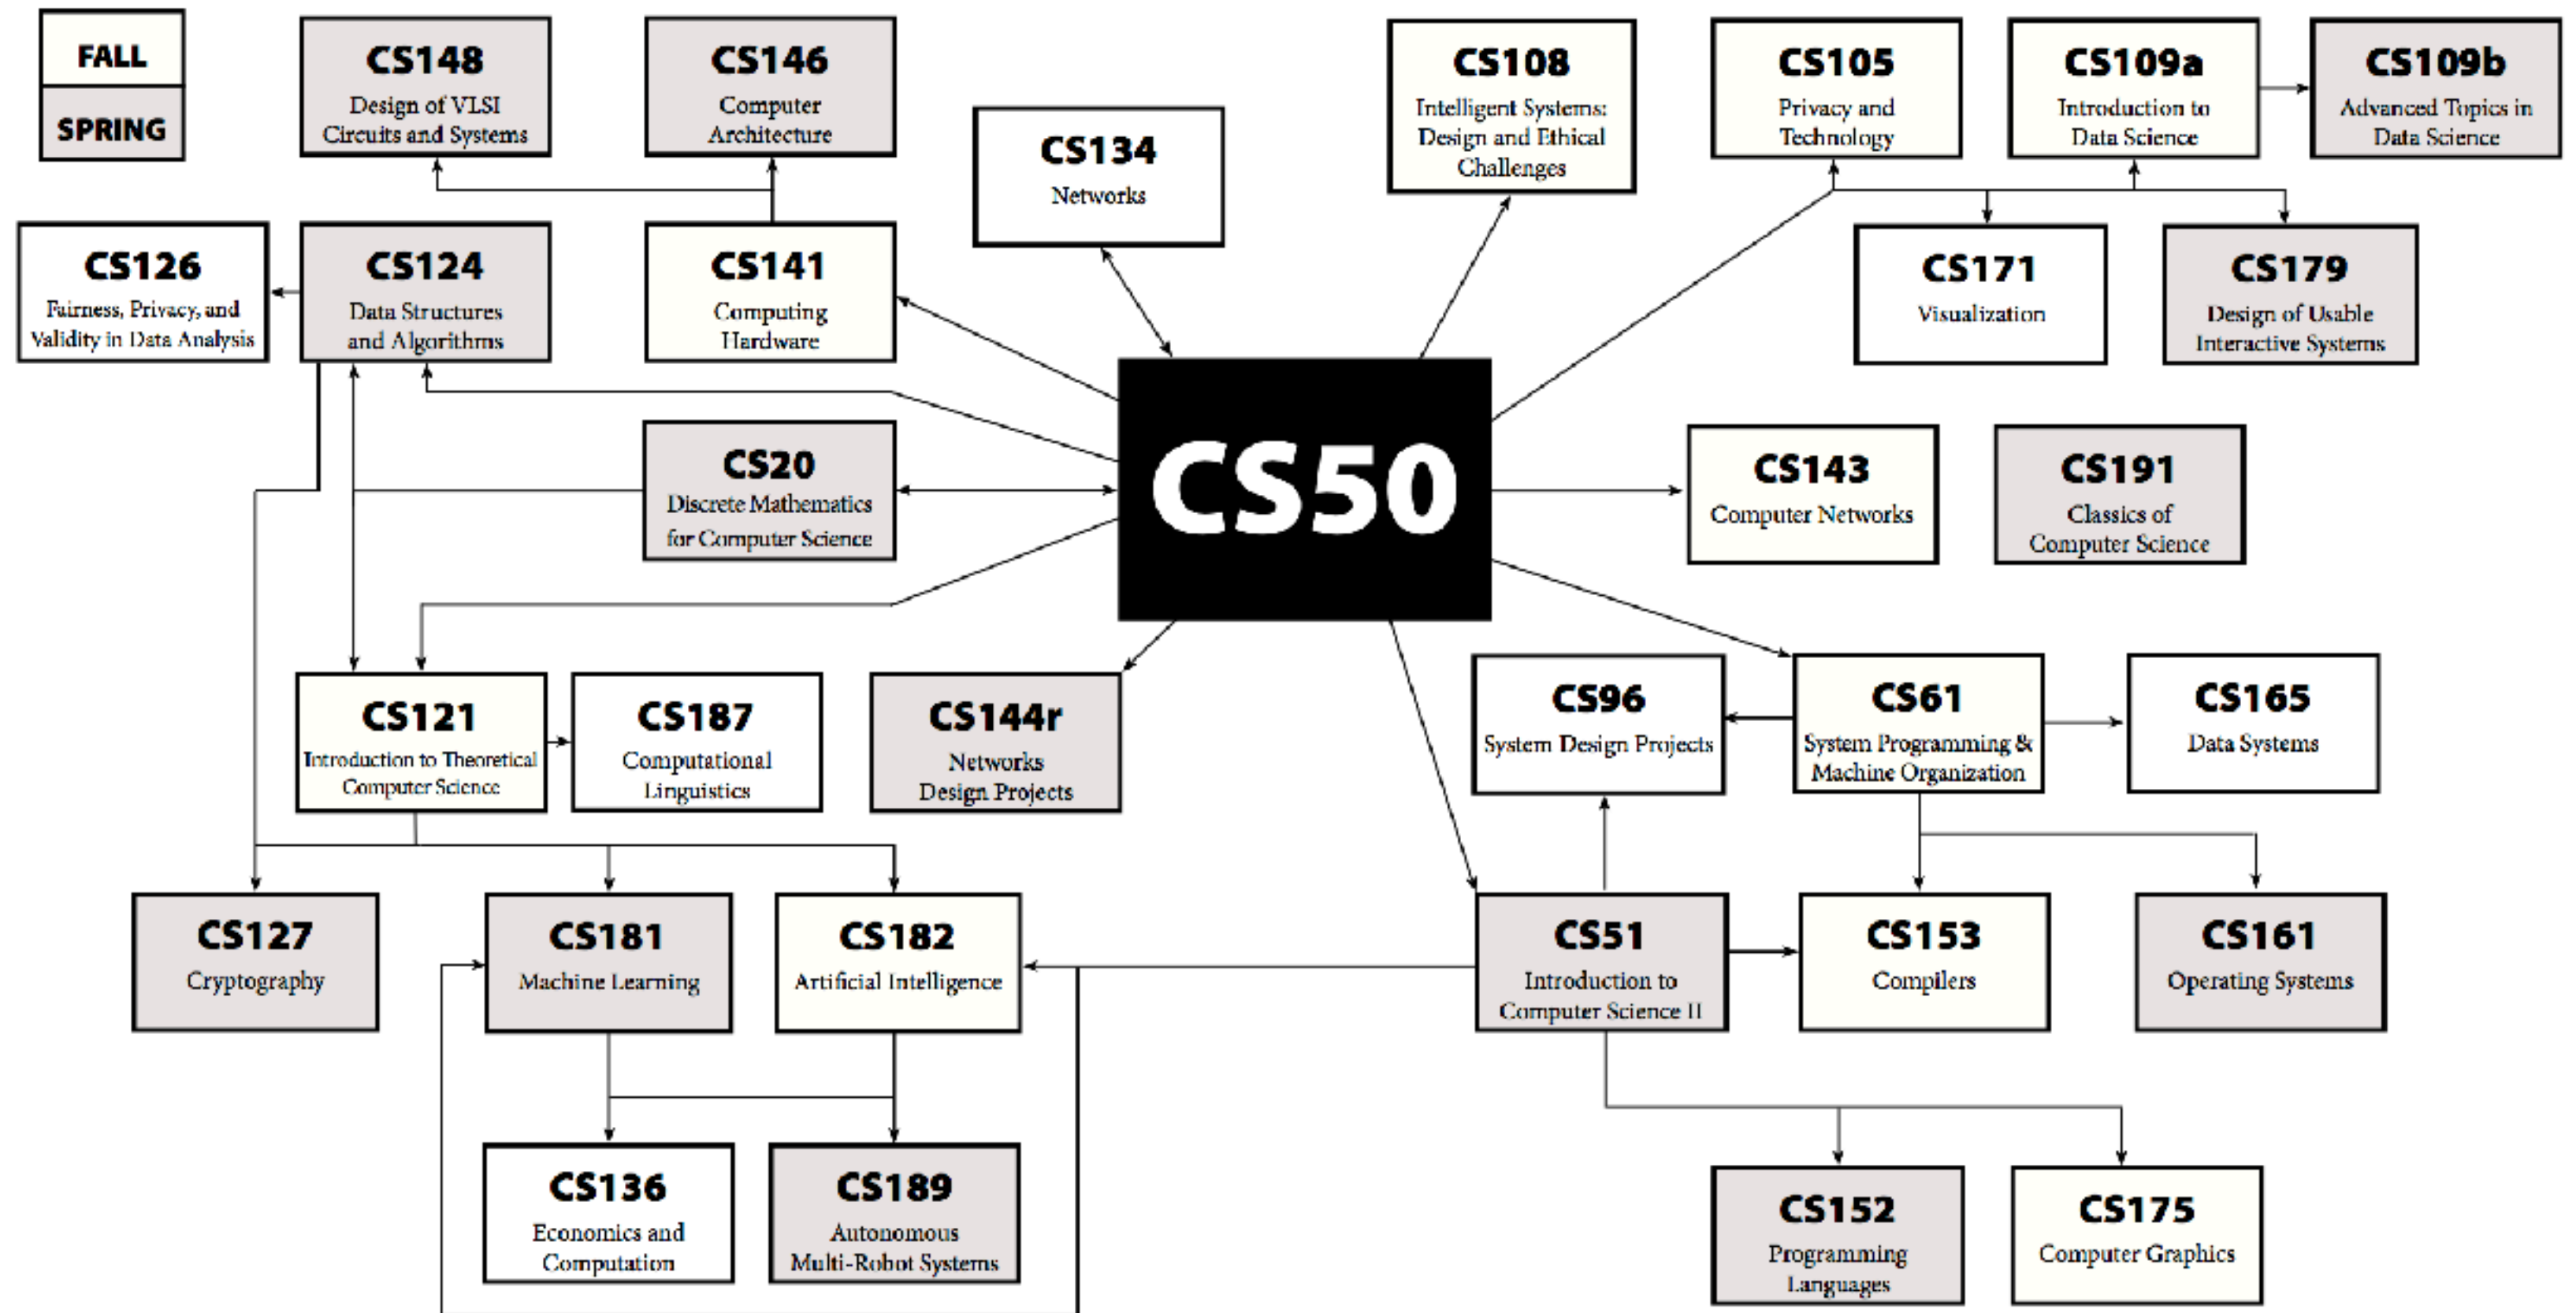 FALL
SPRING
CS148
Design of VLSI
Circuits and Systems
CS146
Computer
Architecture
CS134
Networks
CS108
Intelligent Systems:
Design and Ethical
Challenges
CS105
Privacy and
Technology
CS109a
Introduction to
Data Science
CS109b
Advanced Topics in
Data Science
CS126
Fairness, Privacy, and
Validity in Data Analysis
CS124
Data Structures
and Algorithms
CS141
Computing
Hardware
CS171
Visualization
CS179
Design of Usable
Interactive Systems
CS20
Discrete Mathematics
for Computer Science
CS50
CS143
Computer Networks
CS191
Classics of
Computer Science
CS121
Introduction to Theoretical
Computer Science
CS187
Computational
Linguistics
CS144r
Networks
Design Projects
CS96
System Design Projects
CS61
System Programming &
Machine Organization
CS165
Data Systems
CS127
Cryptography
CS181
Machine Learning
CS182
Artificial Intelligence
CS51
Introduction to
Computer Science II
CS153
Compilers
CS161
Operating Systems
CS136
Economics and
Computation
CS189
Autonomous
Multi-Robot Systems
CS152
Programming
Languages
CS175
Computer Graphics